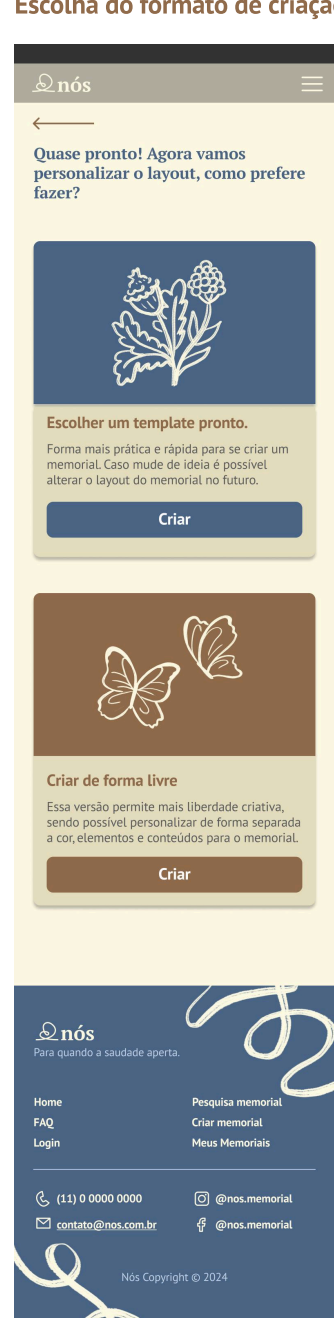 Escolha do formato de criaçã
nós
Quase pronto! Agora vamos
personalizar o layout, como prefere
fazer?
Escolher um template pronto.
Forma mais prática e rápida para se criar um
memorial. Caso mude de ideia é possível
alterar o layout do memorial no futuro.
Criar
Criar de forma livre
Essa versão permite mais liberdade criativa,
sendo possível personalizar de forma separada
a cor, elementos e conteúdos para o memorial.
Criar
nós
Para quando a saudade aperta.
Home
Pesquisa memorial
FAQ
Criar memorial
Login
Meus Memoriais
(11) 0 0000 0000
@nos.memorial
contato@nos.com.br
@nos.memorial
Nós Copyright © 2024